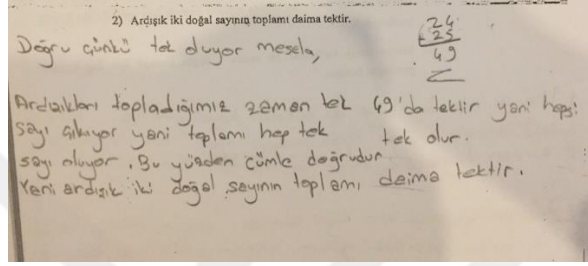 2) Ardışık iki doğal sayının toplamı daima tektir.
Doğru çünkü tek oluyor mesela,
24
+ 25
49
Ardışıkları topladığımız zaman tek 49'da tektir yani hepsi
sayı çıkıyor yani toplamı hep tek tek olur.
sayı oluyor. Bu yüzden cümle doğrudur
Yani ardışık iki doğal sayının toplamı daima tektir.